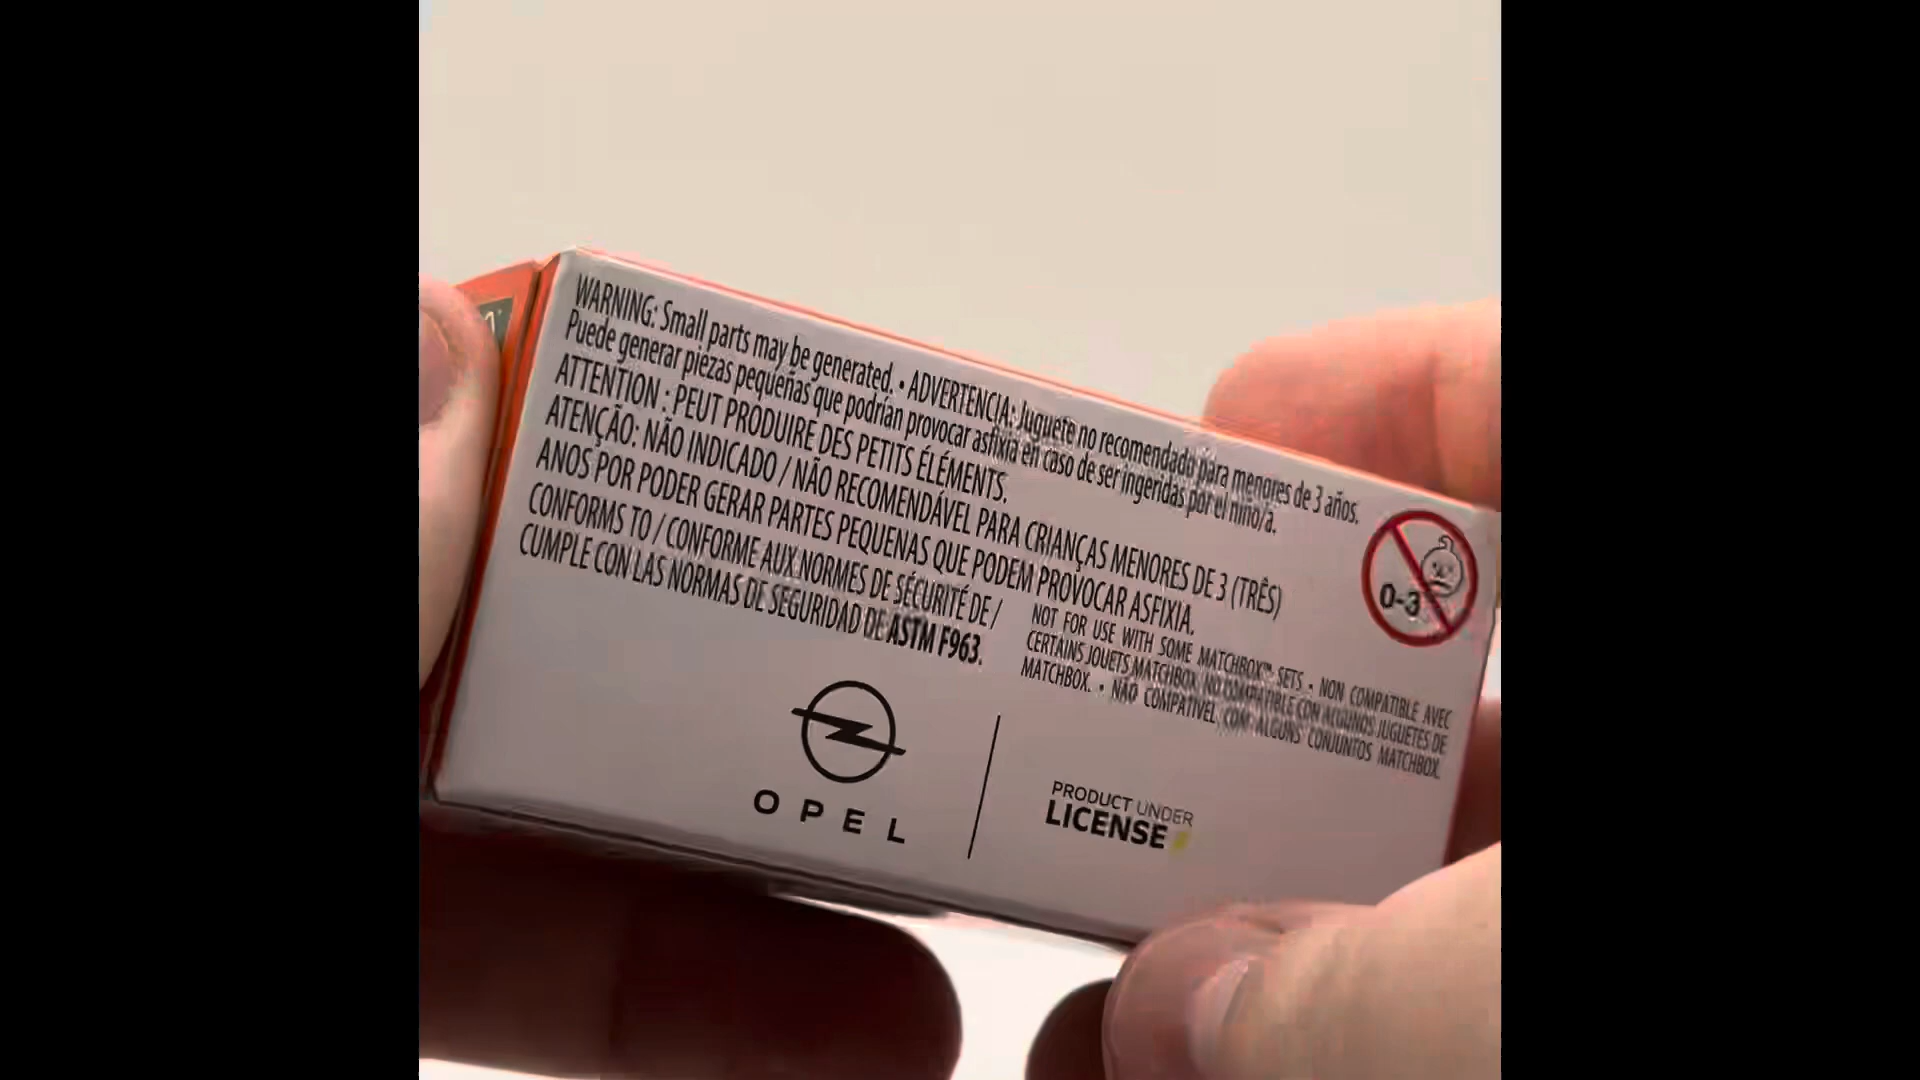 WARNING: Small parts may be generated. • ADVERTENCIA: Juguete no recomendado para menores de 3 años.
Puede generar piezas pequeñas que podrían provocar asfixia en caso de ser ingeridas por el niño/a.
ATTENTION : PEUT PRODUIRE DES PETITS ÉLÉMENTS.
ATENÇÃO: NÃO INDICADO / NÃO RECOMENDÁVEL PARA CRIANÇAS MENORES DE 3 (TRÊS)
ANOS POR PODER GERAR PARTES PEQUENAS QUE PODEM PROVOCAR ASFIXIA.
CONFORMS TO / CONFORME AUX NORMES DE SÉCURITÉ DE /
CUMPLE CON LAS NORMAS DE SEGURIDAD DE ASTM F963.
NOT FOR USE WITH SOME MATCHBOX™ SETS • NON COMPATIBLE AVEC
CERTAINS JOUETS MATCHBOX. NO COMPATIBLE CON ALGUNOS JUGUETES DE
MATCHBOX. • NÃO COMPATÍVEL COM ALGUNS CONJUNTOS MATCHBOX.
0-3
OPEL
PRODUCT UNDER
LICENSE